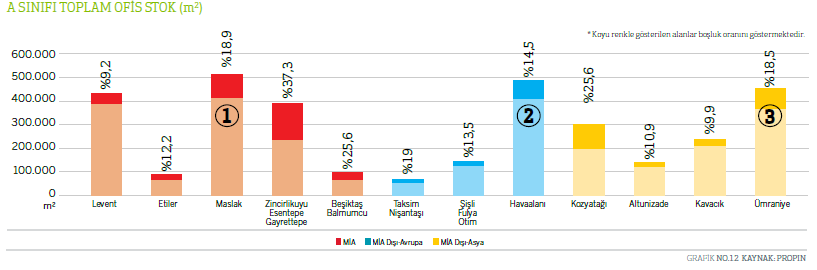 A SINIFI TOPLAM OFİS STOK (m²)
* Koyu renkle gösterilen alanlar boşluk oranını göstermektedir.
600.000
500.000
400.000
300.000
200.000
100.000
0
m²
%9,2
%12,2
%18,9
%37,3
%25,6
%19
%13,5
%14,5
%25,6
%10,9
%9,9
%18,5
1
2
3
Levent
Etiler
Maslak
Zincirlikuyu
Esentepe
Gayrettepe
Beşiktaş
Balmumcu
Taksim
Nişantaşı
Şişli
Fulya
Otim
Havaalanı
Kozyatağı
Altunizade
Kavacık
Ümraniye
MİA
MİA Dışı-Avrupa
MİA Dışı-Asya
GRAFİK NO.12 KAYNAK: PROPIN